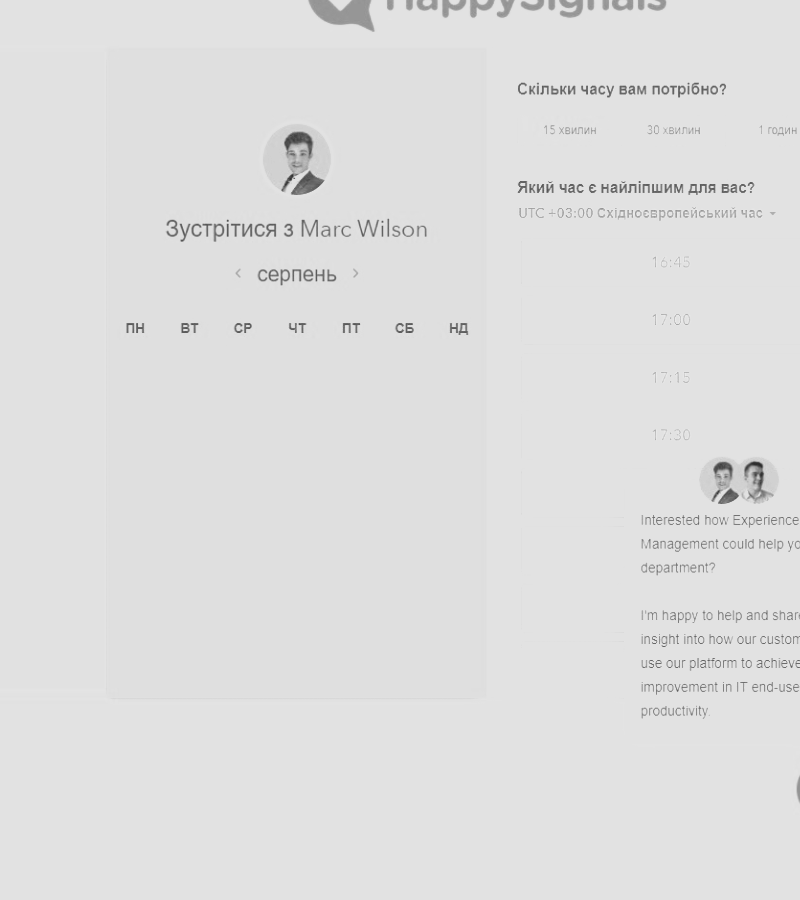 HappySignals
Зустрітися з Marc Wilson
серпень
ПН ВТ СР ЧТ ПТ СБ НД
Скільки часу вам потрібно?
15 хвилин 30 хвилин 1 годин
Який час є найліпшим для вас?
UTC +03:00 Східноєвропейський час
16:45
17:00
17:15
17:30
Interested how Experience
Management could help yo
department?
I'm happy to help and share
insight into how our custom
use our platform to achieve
improvement in IT end-use
productivity.